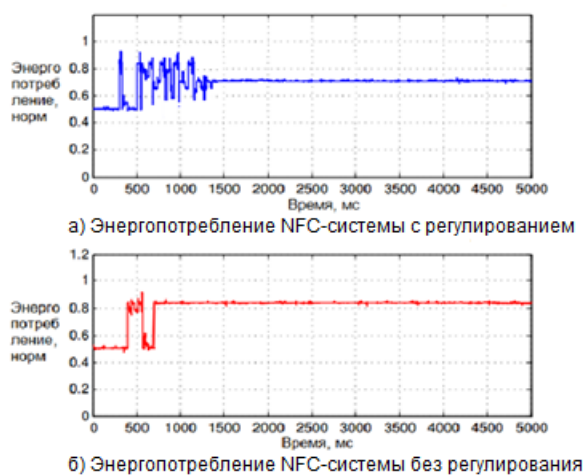 1
0.8
0.6
0.4
0.2
0
Энерго
потреб
ление,
норм
0 500 1000 1500 2000 2500 3000 3500 4000 4500 5000
Время, мс
а) Энергопотребление NFC-системы с регулированием
1.2
1
0.8
0.6
0.4
0.2
0
Энерго
потреб
ление,
норм
0 500 1000 1500 2000 2500 3000 3500 4000 4500 5000
Время, мс
б) Энергопотребление NFC-системы без регулирования